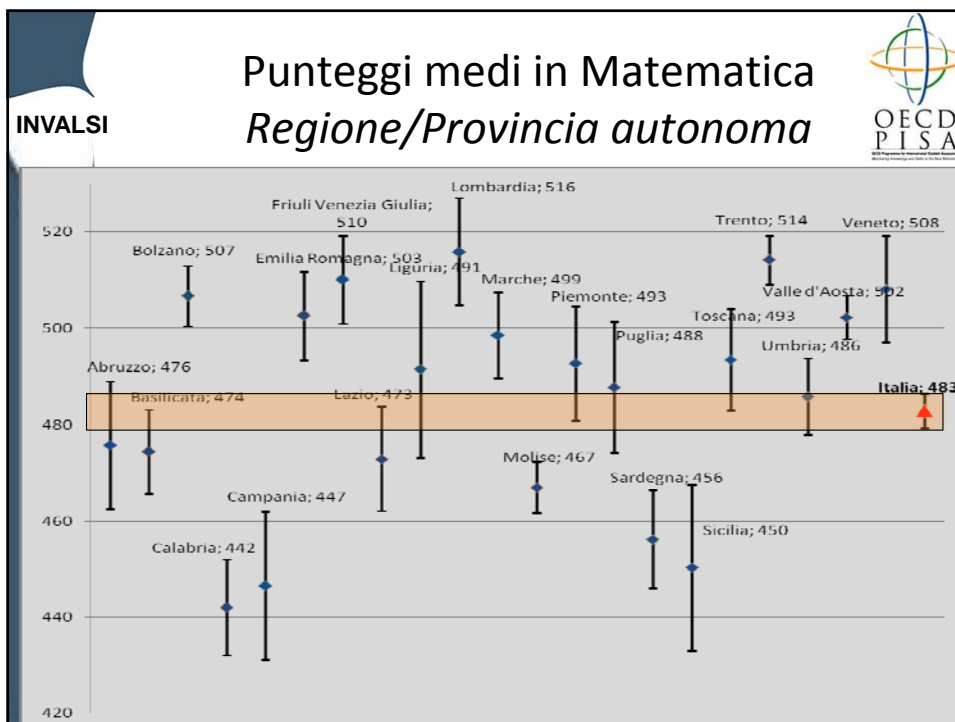 Punteggi medi in Matematica
Regione/Provincia autonoma
INVALSI
OECD
PISA
Lombardia; 516
Friuli Venezia Giulia;
510
Trento; 514
Veneto; 508
520
Bolzano; 507
Emilia Romagna; 503
Liguria; 491
Marche; 499
Piemonte; 493
Valle d'Aosta; 502
500
Toscana; 493
Puglia; 488
Umbria; 486
Abruzzo; 476
Basilicata; 474
Lazio; 473
Italia; 483
480
Molise; 467
Sardegna; 456
Campania; 447
460
Sicilia; 450
Calabria; 442
440
420